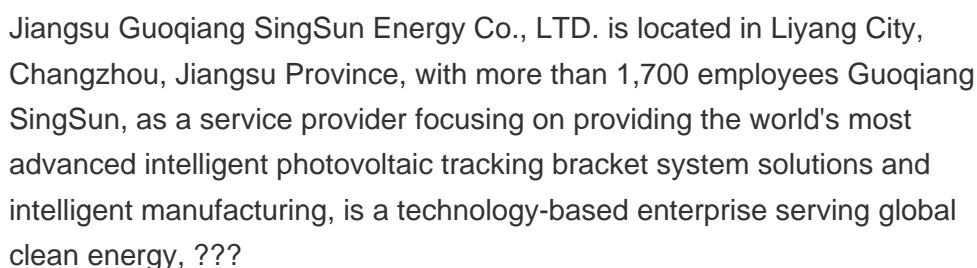 Jiangsu Guoqiang SingSun Energy Co., LTD. is located in Liyang City,
Changzhou, Jiangsu Province, with more than 1,700 employees Guoqiang
SingSun, as a service provider focusing on providing the world's most
advanced intelligent photovoltaic tracking bracket system solutions and
intelligent manufacturing, is a technology-based enterprise serving global
clean energy, ???